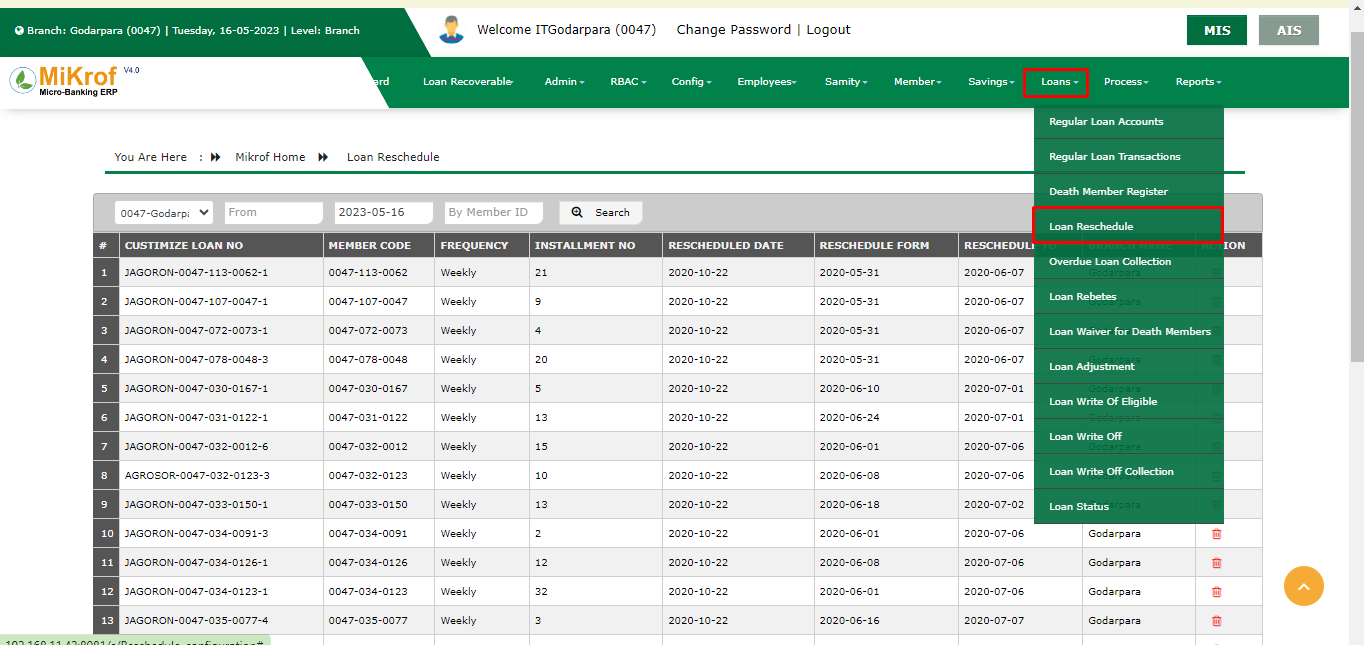 Branch: Godarpara (0047) | Tuesday, 16-05-2023 | Level: Branch
Welcome ITGodarpara (0047) Change Password | Logout
MIS AIS
MiKrof V4.0
Micro-Banking ERP
ard Loan Recoverable Admin RBAC Config Employees Samity Member Savings Loans Process Reports
Regular Loan Accounts
Regular Loan Transactions
Death Member Register
Loan Reschedule
Overdue Loan Collection
Loan Rebetes
Loan Waiver for Death Members
Loan Adjustment
Loan Write Of Eligible
Loan Write Off
Loan Write Off Collection
Loan Status
You Are Here : Mikrof Home Loan Reschedule
0047-Godarpa From 2023-05-16 By Member ID Search
# CUSTIMIZE LOAN NO MEMBER CODE FREQUENCY INSTALLMENT NO RESCHEDULED DATE RESCHEDULE FORM RESCHEDULE TO BRANCH NAME ACTION
1 JAGORON-0047-113-0062-1 0047-113-0062 Weekly 21 2020-10-22 2020-05-31 2020-06-07 Godarpara
2 JAGORON-0047-107-0047-1 0047-107-0047 Weekly 9 2020-10-22 2020-05-31 2020-06-07 Godarpara
3 JAGORON-0047-072-0073-1 0047-072-0073 Weekly 4 2020-10-22 2020-05-31 2020-06-07 Godarpara
4 JAGORON-0047-078-0048-3 0047-078-0048 Weekly 20 2020-10-22 2020-05-31 2020-06-07 Godarpara
5 JAGORON-0047-030-0167-1 0047-030-0167 Weekly 5 2020-10-22 2020-06-10 2020-07-01 Godarpara
6 JAGORON-0047-031-0122-1 0047-031-0122 Weekly 13 2020-10-22 2020-06-24 2020-07-01 Godarpara
7 JAGORON-0047-032-0012-6 0047-032-0012 Weekly 15 2020-10-22 2020-06-01 2020-07-06 Godarpara
8 AGROSOR-0047-032-0123-3 0047-032-0123 Weekly 10 2020-10-22 2020-06-08 2020-07-06 Godarpara
9 JAGORON-0047-033-0150-1 0047-033-0150 Weekly 13 2020-10-22 2020-06-18 2020-07-02 Godarpara
10 JAGORON-0047-034-0091-3 0047-034-0091 Weekly 2 2020-10-22 2020-06-01 2020-07-06 Godarpara
11 JAGORON-0047-034-0126-1 0047-034-0126 Weekly 12 2020-10-22 2020-06-08 2020-07-06 Godarpara
12 JAGORON-0047-034-0123-1 0047-034-0123 Weekly 32 2020-10-22 2020-06-01 2020-07-06 Godarpara
13 JAGORON-0047-035-0077-4 0047-035-0077 Weekly 3 2020-10-22 2020-06-16 2020-07-07 Godarpara